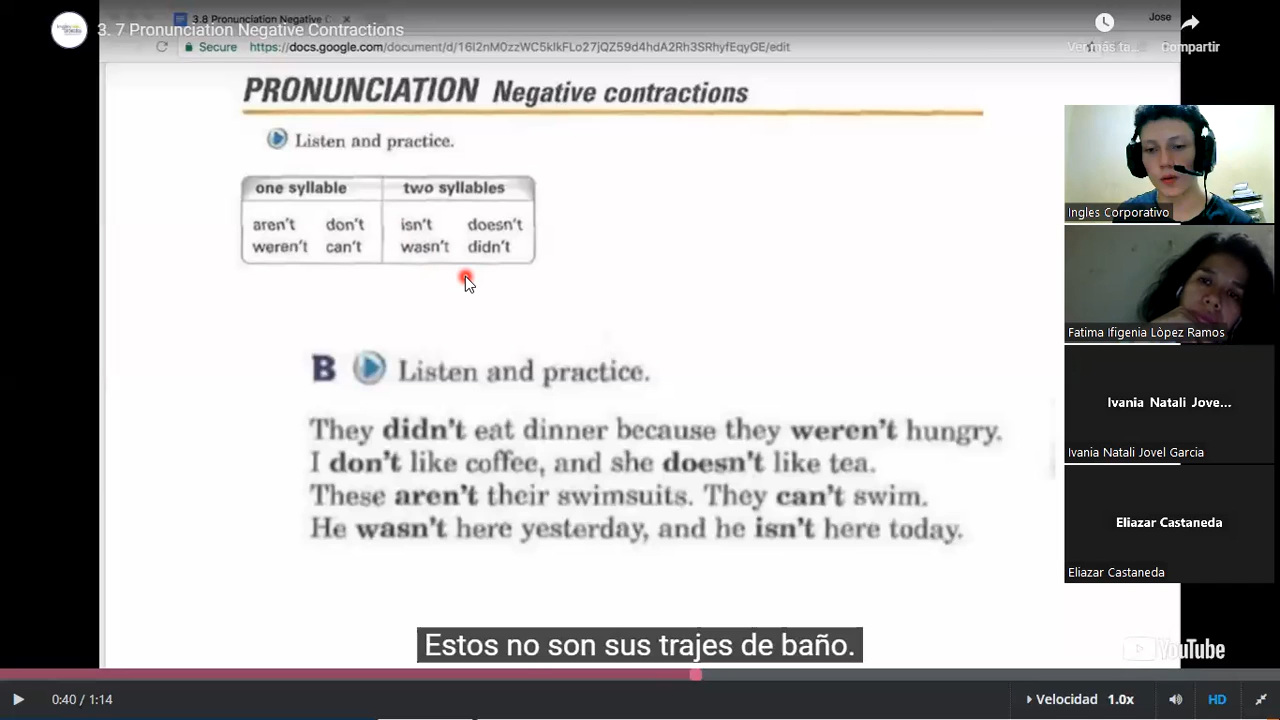 3.8 Pronunciation Negative C
Jose
3. 7 Pronunciation Negative Contractions
Secure https://docs.google.com/document/d/16I2nM0zzWC5klkFLo27jQZ59d4hdA2Rh3SRhyfEqyGE/edit
Ver más ta...
Compartir
PRONUNCIATION Negative contractions
Listen and practice.
one syllable two syllables
aren't don't isn't doesn't
weren't can't wasn't didn't
B Listen and practice.
They didn't eat dinner because they weren't hungry.
I don't like coffee, and she doesn't like tea.
These aren't their swimsuits. They can't swim.
He wasn't here yesterday, and he isn't here today.
Estos no son sus trajes de baño.
Ingles Corporativo
Fatima Ifigenia Lòpez Ramos
Ivania Natali Jove...
Ivania Natali Jovel Garcia
Eliazar Castaneda
Eliazar Castaneda
YouTube
0:40 / 1:14
Velocidad 1.0x
HD